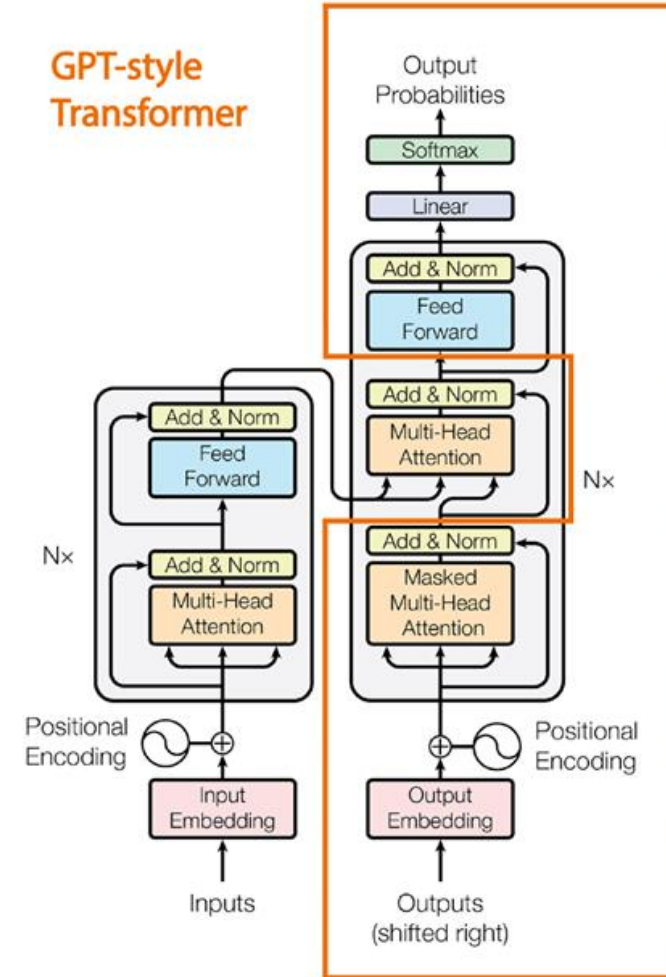 GPT-style
Transformer
Output
Probabilities
Softmax
Linear
Add & Norm
Feed
Forward
Add & Norm
Multi-Head
Attention
Nx
Add & Norm
Masked
Multi-Head
Attention
Positional
Encoding
Output
Embedding
Outputs
(shifted right)
Add & Norm
Feed
Forward
Nx
Add & Norm
Multi-Head
Attention
Positional
Encoding
Input
Embedding
Inputs